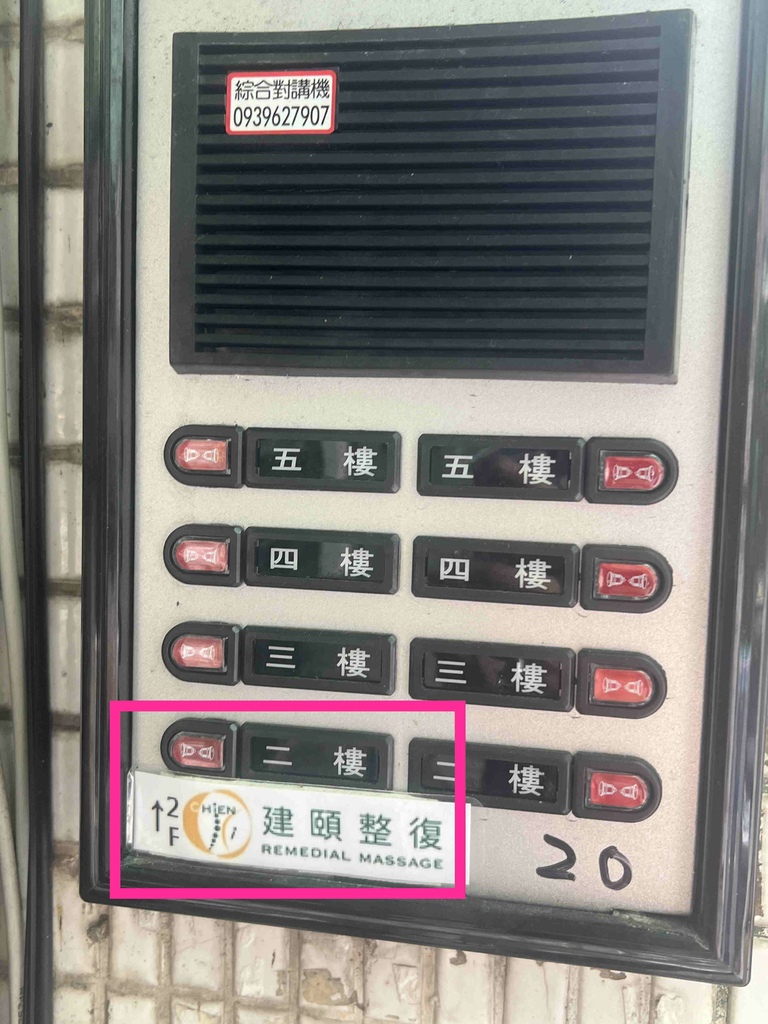 綜合對講機
0939627907
五 樓 五 樓
四 樓 四 樓
三 樓 三 樓
二 樓 二 樓
↑2F CHIEN i 建頤整復
REMEDIAL MASSAGE
20